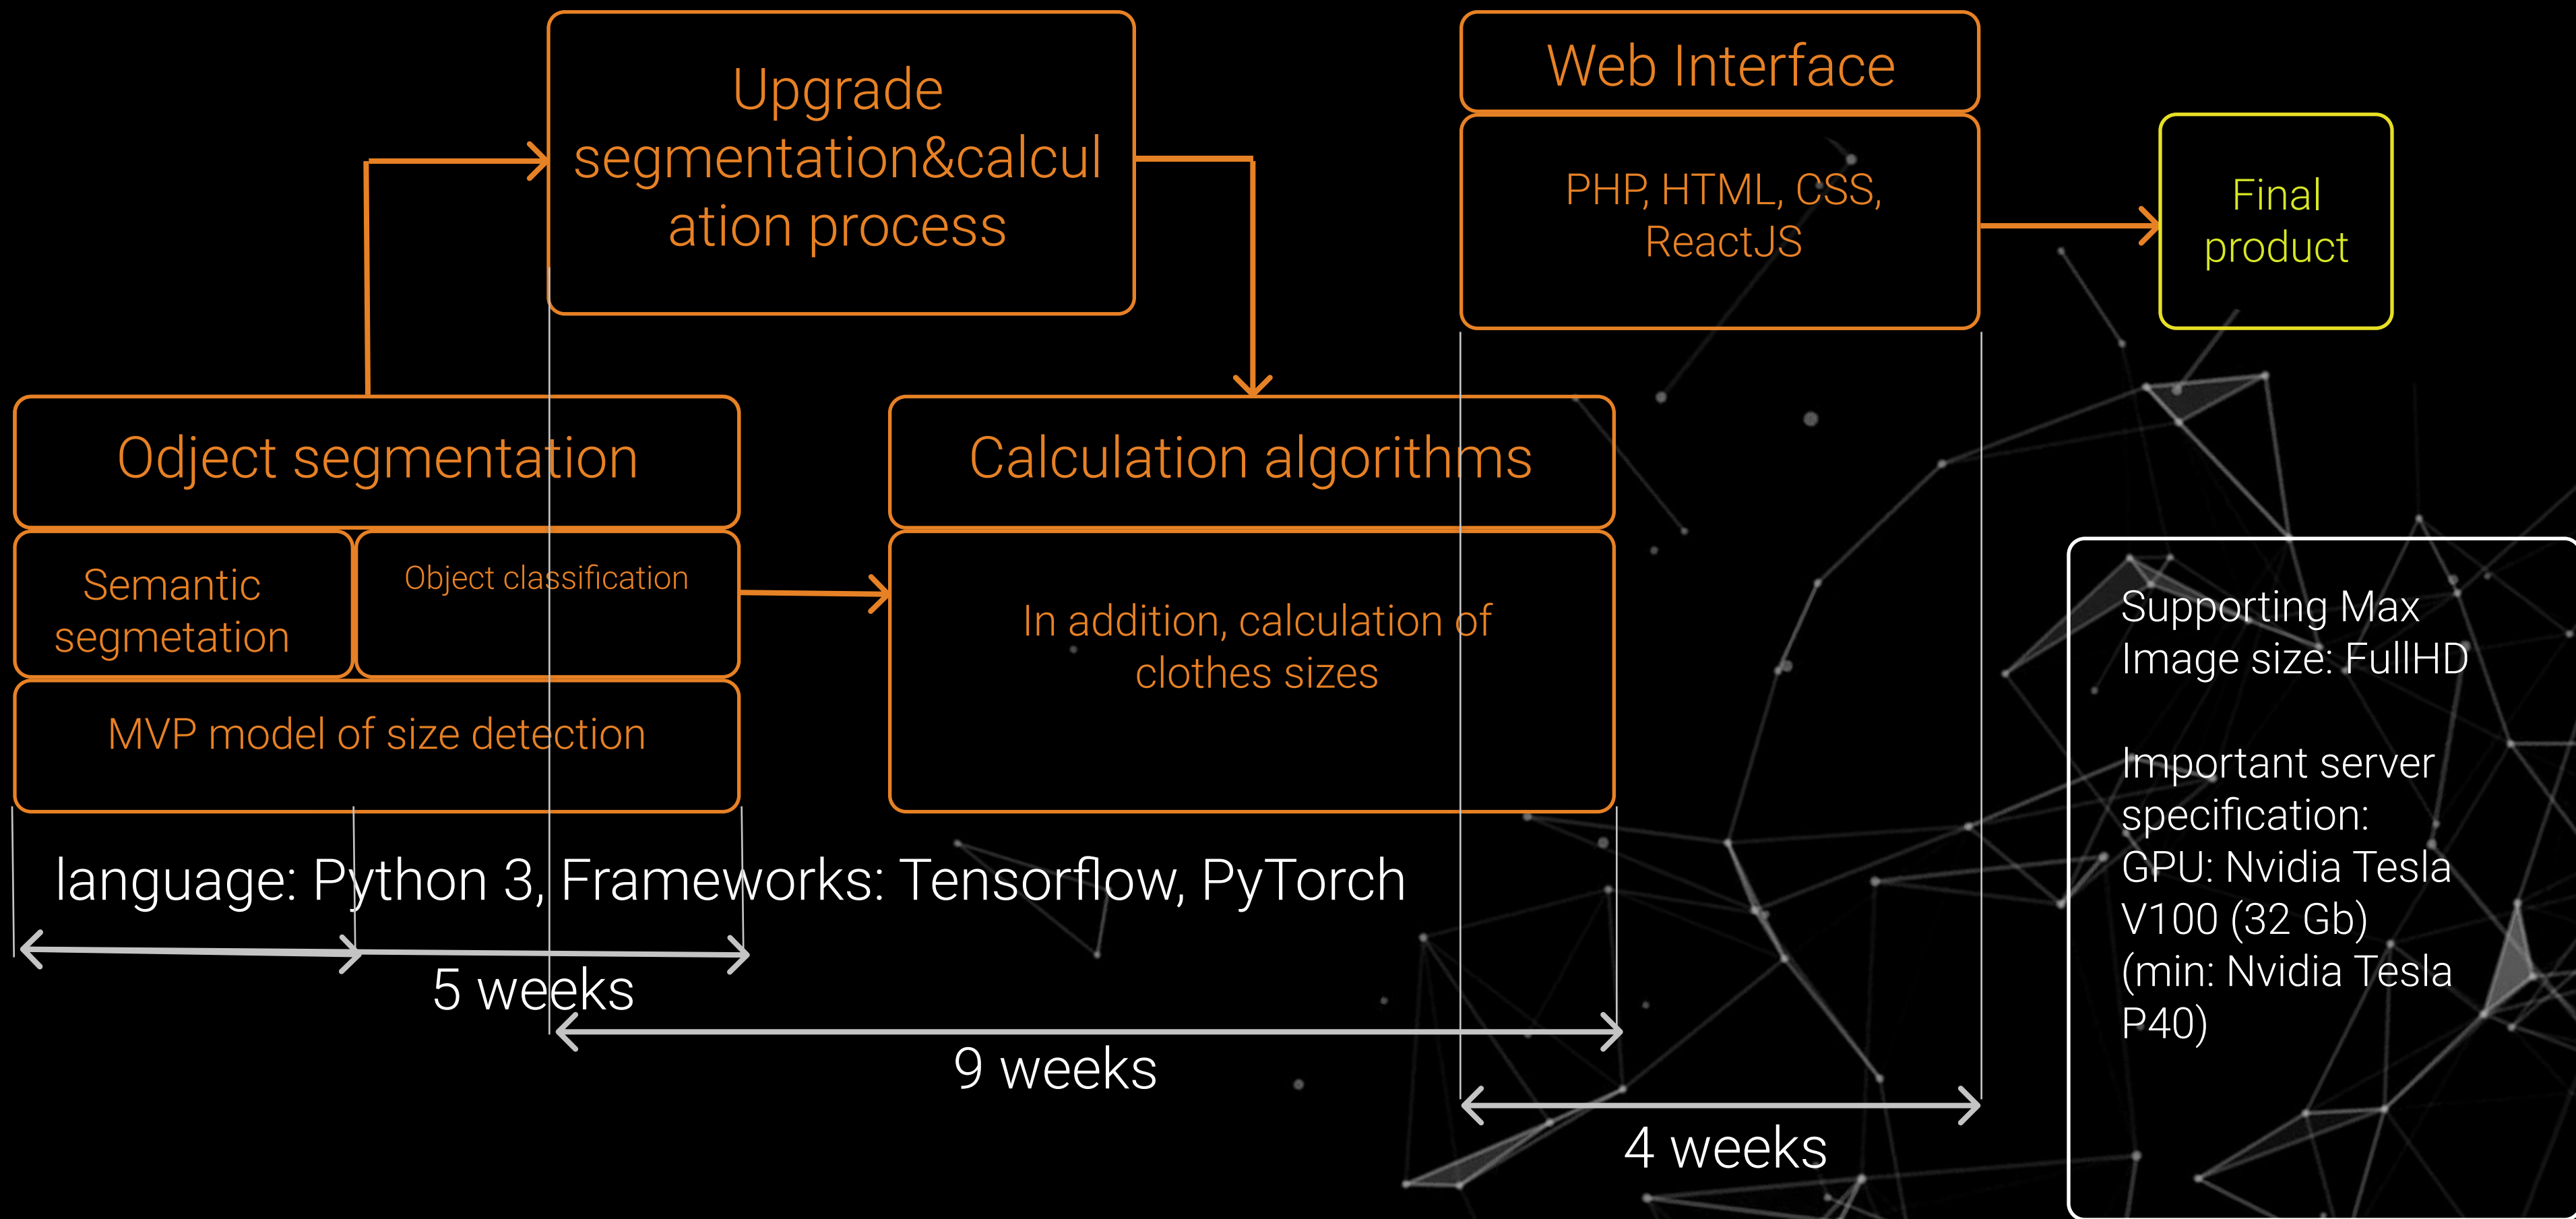 Upgrade
segmentation&calcul
ation process
Web Interface
PHP, HTML, CSS,
ReactJS
Final
product
Odject segmentation
Semantic
segmetation
Object classification
MVP model of size detection
Calculation algorithms
In addition, calculation of
clothes sizes
language: Python 3, Frameworks: Tensorflow, PyTorch
5 weeks
9 weeks
4 weeks
Supporting Max
Image size: FullHD
Important server
specification:
GPU: Nvidia Tesla
V100 (32 Gb)
(min: Nvidia Tesla
P40)